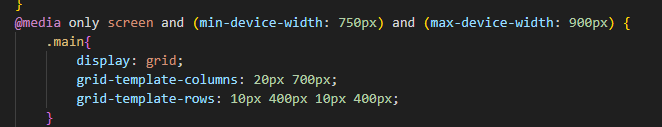 }
@media only screen and (min-device-width: 750px) and (max-device-width: 900px) {
.main{
display: grid;
grid-template-columns: 20px 700px;
grid-template-rows: 10px 400px 10px 400px;
}